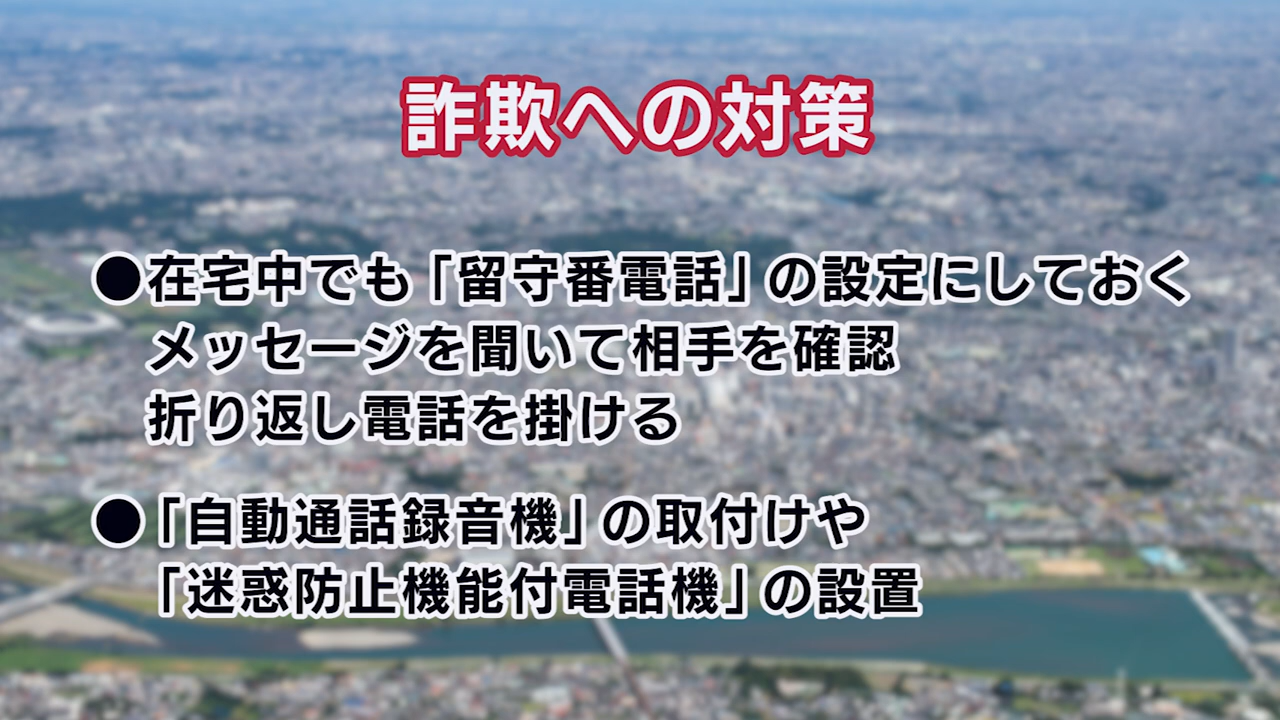 詐欺への対策
●在宅中でも「留守番電話」の設定にしておく
メッセージを聞いて相手を確認
折り返し電話を掛ける
●「自動通話録音機」の取付けや
「迷惑防止機能付電話機」の設置